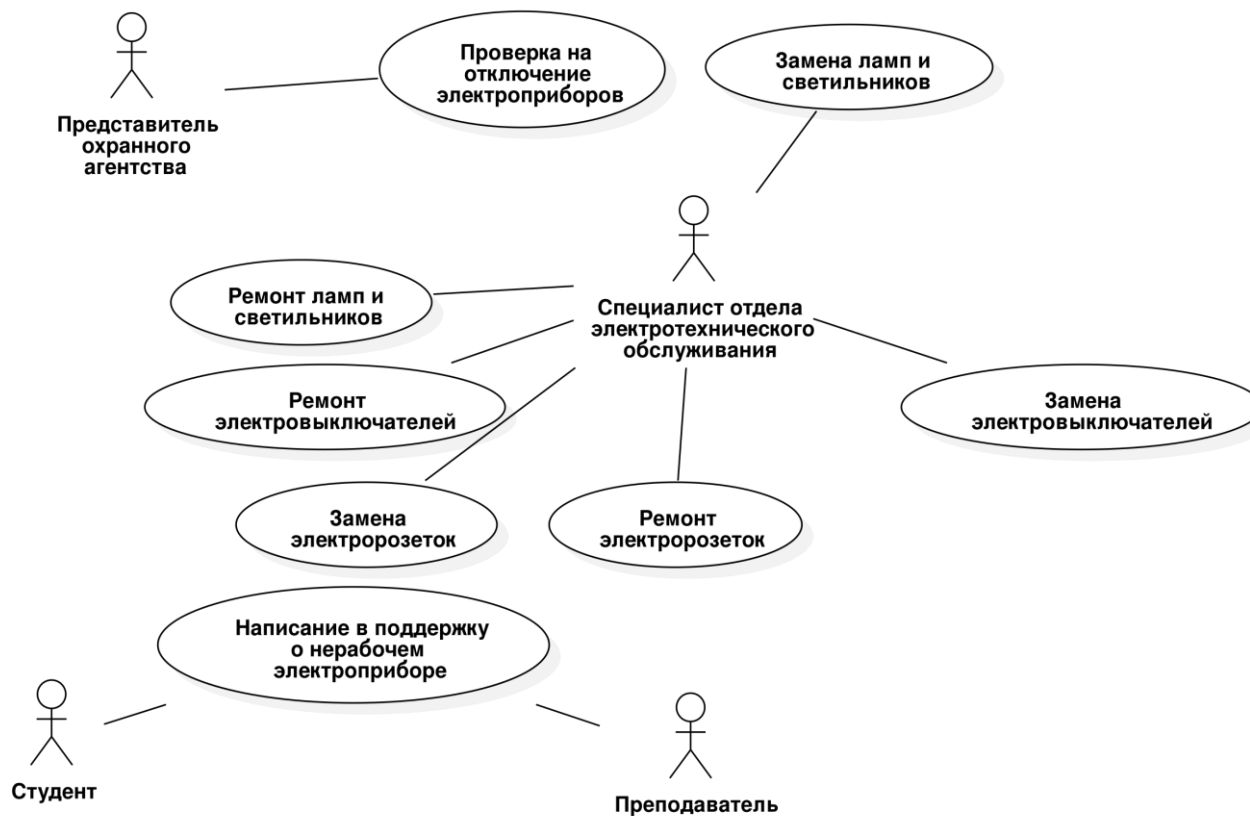 Проверка на
отключение
электроприборов
Замена ламп и
светильников
Представитель
охранного
агентства
Ремонт ламп и
светильников
Специалист отдела
электротехнического
обслуживания
Ремонт
электровыключателей
Замена
электровыключателей
Замена
электророзеток
Ремонт
электророзеток
Написание в поддержку
о нерабочем
электроприборе
Студент
Преподаватель